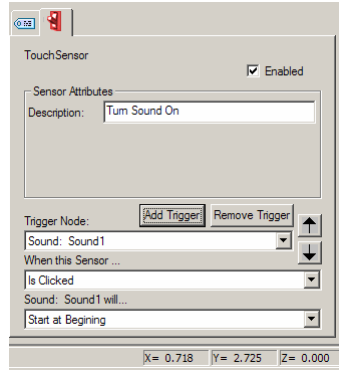 TouchSensor
Enabled
Sensor Attributes
Description: Turn Sound On
Trigger Node: Add Trigger Remove Trigger
Sound: Sound1
When this Sensor ...
Is Clicked
Sound: Sound1 will...
Start at Begining
X= 0.718 Y= 2.725 Z= 0.000